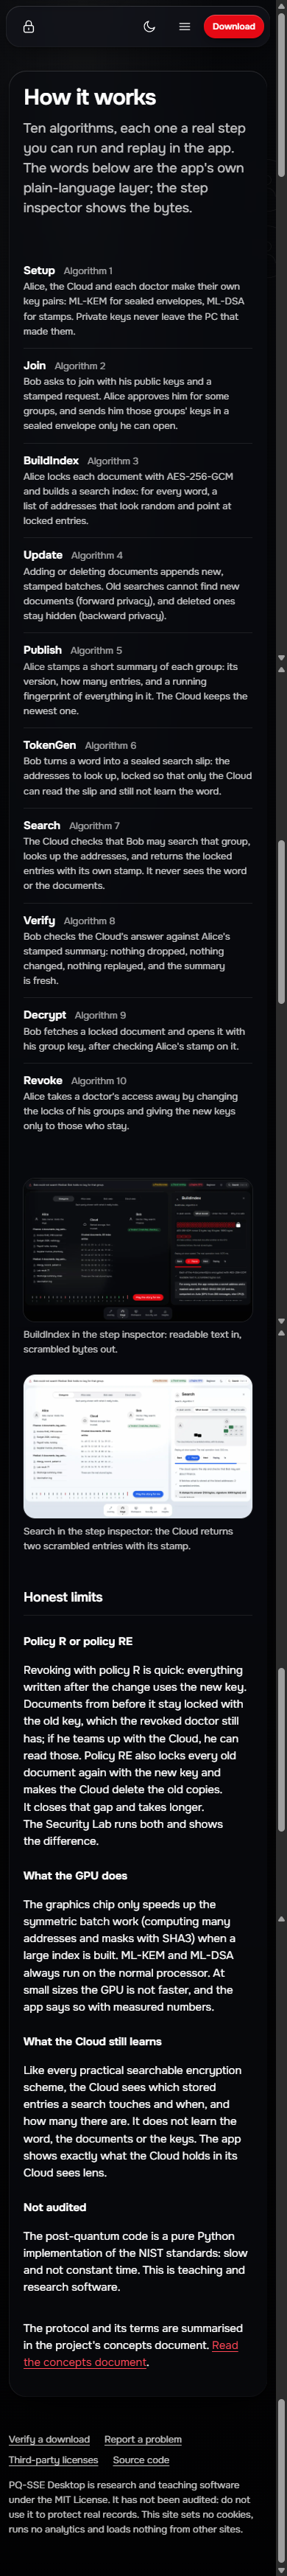 Download
How it works
Ten algorithms, each one a real step
you can run and replay in the app.
The words below are the app's own
plain-language layer; the step
inspector shows the bytes.
Setup Algorithm 1
Alice, the Cloud and each doctor make their own
key pairs: ML-KEM for sealed envelopes, ML-DSA
for stamps. Private keys never leave the PC that
made them.
Join Algorithm 2
Bob asks to join with his public keys and a
stamped request. Alice approves him for some
groups, and sends him those groups' keys in a
sealed envelope only he can open.
BuildIndex Algorithm 3
Alice locks each document with AES-256-GCM
and builds a search index: for every word, a
list of addresses that look random and point at
locked entries.
Update Algorithm 4
Adding or deleting documents appends new,
stamped batches. Old searches cannot find new
documents (forward privacy), and deleted ones
stay hidden (backward privacy).
Publish Algorithm 5
Alice stamps a short summary of each group: its
version, how many entries, and a running
fingerprint of everything in it. The Cloud keeps the
newest one.
TokenGen Algorithm 6
Bob turns a word into a sealed search slip: the
addresses to look up, locked so that only the Cloud
can read the slip and still not learn the word.
Search Algorithm 7
The Cloud checks that Bob may search that group,
looks up the addresses, and returns the locked
entries with its own stamp. It never sees the word
or the documents.
Verify Algorithm 8
Bob checks the Cloud's answer against Alice's
stamped summary: nothing dropped, nothing
changed, nothing replayed, and the summary
is fresh.
Decrypt Algorithm 9
Bob fetches a locked document and opens it with
his group key, after checking Alice's stamp on it.
Revoke Algorithm 10
Alice takes a doctor's access away by changing
the locks of his groups and giving the new keys
only to those who stay.
BuildIndex
BuildIndex in the step inspector: readable text in,
scrambled bytes out.
Search
Search in the step inspector: the Cloud returns
two scrambled entries with its stamp.
Honest limits
Policy R or policy RE
Revoking with policy R is quick: everything
written after the change uses the new key.
Documents from before it stay locked with
the old key, which the revoked doctor still
has; if he teams up with the Cloud, he can
read those. Policy RE also locks every old
document again with the new key and
makes the Cloud delete the old copies.
It closes that gap and takes longer.
The Security Lab runs both and shows
the difference.
What the GPU does
The graphics chip only speeds up the
symmetric batch work (computing many
addresses and masks with SHA3) when a
large index is built. ML-KEM and ML-DSA
always run on the normal processor. At
small sizes the GPU is not faster, and the
app says so with measured numbers.
What the Cloud still learns
Like every practical searchable encryption
scheme, the Cloud sees which stored
entries a search touches and when, and
how many there are. It does not learn the
word, the documents or the keys. The app
shows exactly what the Cloud holds in its
Cloud sees lens.
Not audited
The post-quantum code is a pure Python
implementation of the NIST standards: slow
and not constant time. This is teaching and
research software.
The protocol and its terms are summarised
in the project's concepts document. Read
the concepts document.
Verify a download Report a problem
Third-party licenses Source code
PQ-SSE Desktop is research and teaching software
under the MIT License. It has not been audited: do not
use it to protect real records. This site sets no cookies,
runs no analytics and loads nothing from other sites.